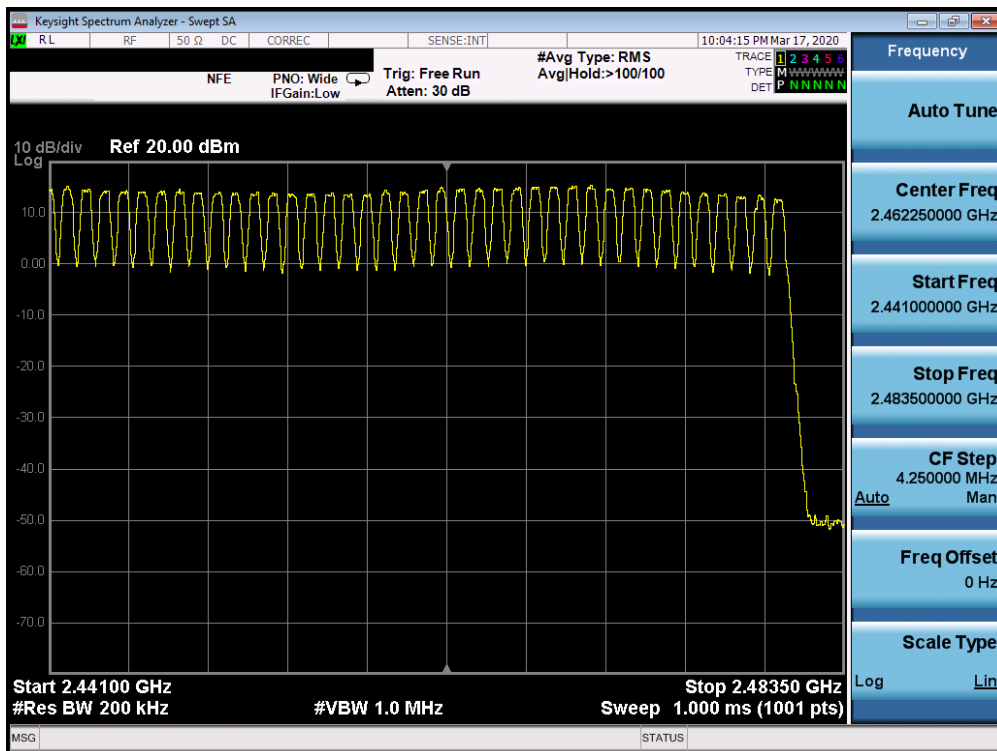 Keysight Spectrum Analyzer - Swept SA
LXI RL RF 50 Ω DC CORREC SENSE:INT 10:04:15 PM Mar 17, 2020
NFE PNO: Wide Trig: Free Run #Avg Type: RMS TRACE 1 2 3 4 5 6
IFGain:Low Atten: 30 dB Avg|Hold:>100/100 TYPE M WWWWW
DET P N N N N N
10 dB/div Ref 20.00 dBm
Log
10.0
0.00
-10.0
-20.0
-30.0
-40.0
-50.0
-60.0
-70.0
Start 2.44100 GHz Stop 2.48350 GHz
#Res BW 200 kHz #VBW 1.0 MHz Sweep 1.000 ms (1001 pts)
MSG STATUS
Frequency
Auto Tune
Center Freq
2.462250000 GHz
Start Freq
2.441000000 GHz
Stop Freq
2.483500000 GHz
CF Step
4.250000 MHz
Auto Man
Freq Offset
0 Hz
Scale Type
Log Lin